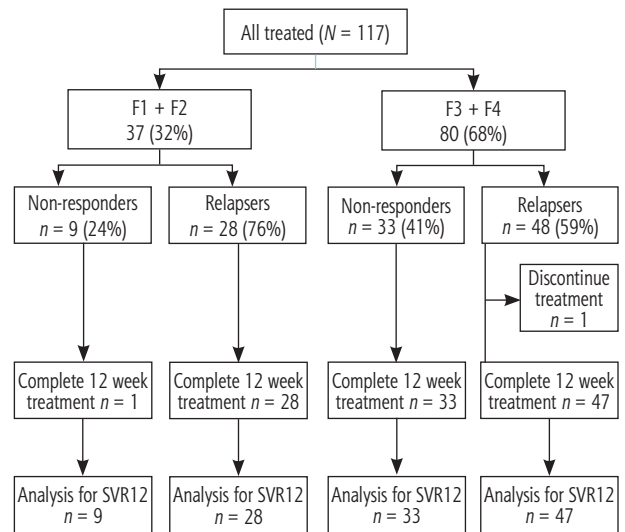 All treated (N = 117)
F1 + F2
37 (32%)
F3 + F4
80 (68%)
Non-responders
n = 9 (24%)
Relapsers
n = 28 (76%)
Non-responders
n = 33 (41%)
Relapsers
n = 48 (59%)
Discontinue
treatment
n = 1
Complete 12 week
treatment n = 1
Complete 12 week
treatment n = 28
Complete 12 week
treatment n = 33
Complete 12 week
treatment n = 47
Analysis for SVR12
n = 9
Analysis for SVR12
n = 28
Analysis for SVR12
n = 33
Analysis for SVR12
n = 47